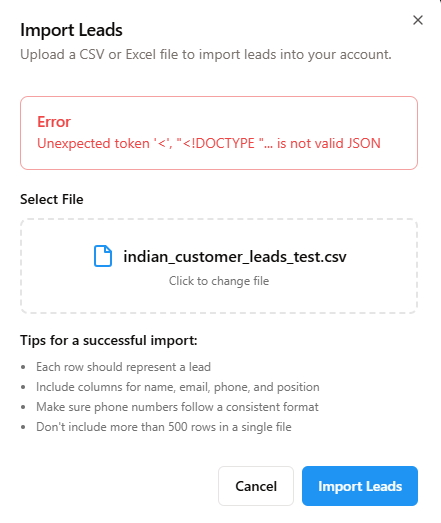 Import Leads
Upload a CSV or Excel file to import leads into your account.
Error
Unexpected token '<', "<!DOCTYPE "... is not valid JSON
Select File
indian_customer_leads_test.csv
Click to change file
Tips for a successful import:
• Each row should represent a lead
• Include columns for name, email, phone, and position
• Make sure phone numbers follow a consistent format
• Don't include more than 500 rows in a single file
Cancel
Import Leads